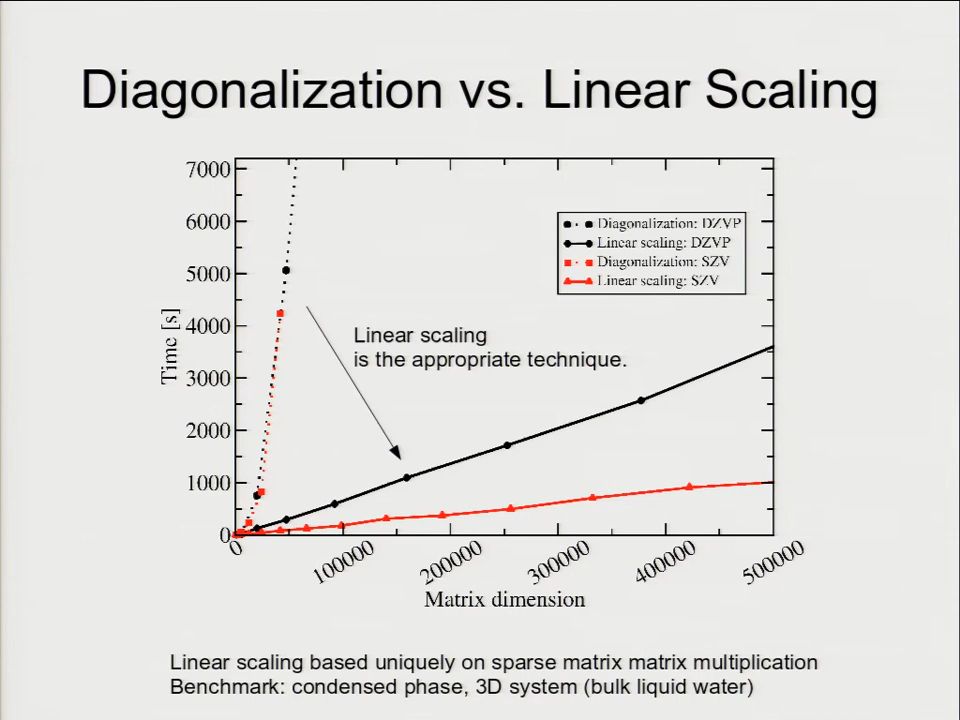 Diagonalization vs. Linear Scaling
7000
6000
5000
4000
3000
2000
1000
0
Time [s]
Diagonalization: DZVP
Linear scaling: DZVP
Diagonalization: SZV
Linear scaling: SZV
Linear scaling
is the appropriate technique.
0
100000
200000
300000
400000
500000
Matrix dimension
Linear scaling based uniquely on sparse matrix matrix multiplication
Benchmark: condensed phase, 3D system (bulk liquid water)